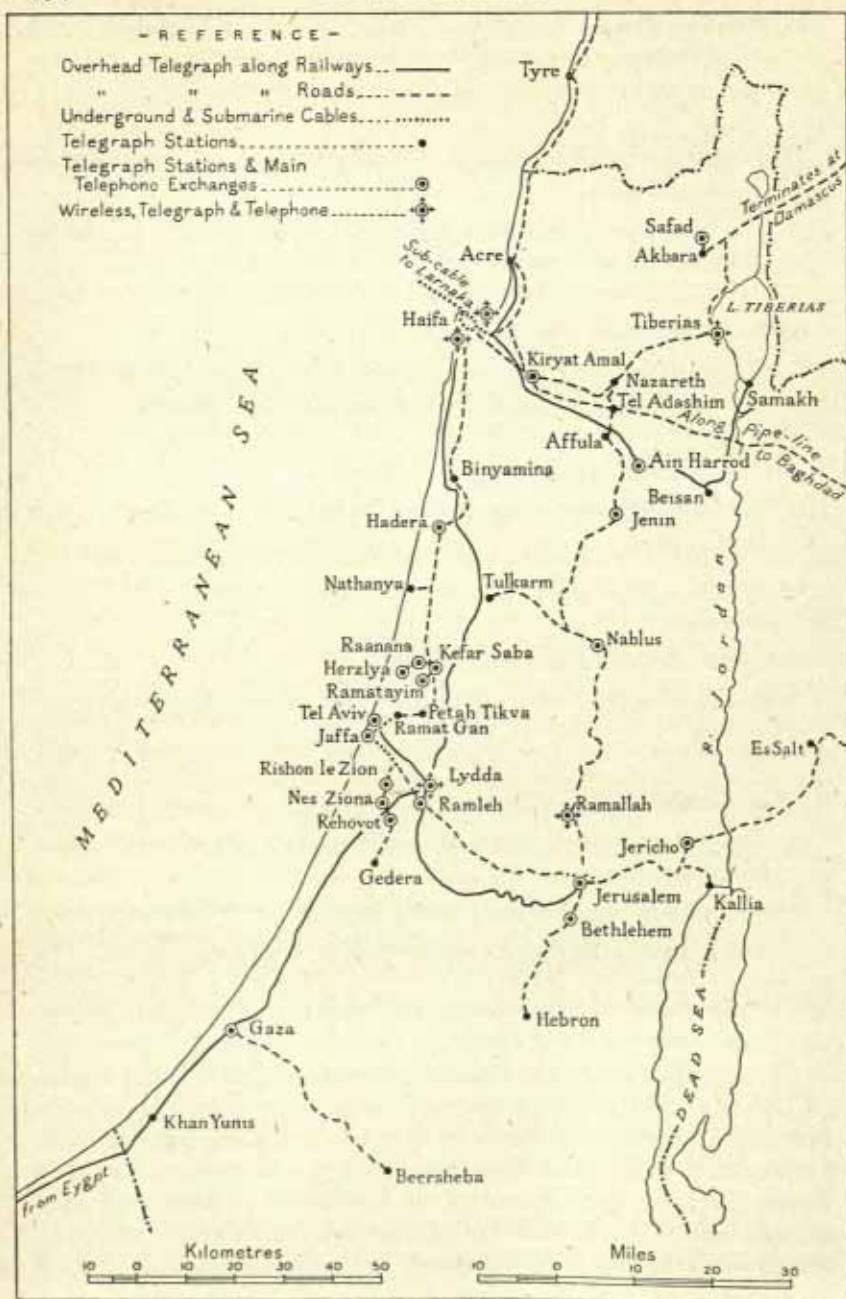 - REFERENCE -
Overhead Telegraph along Railways
" " " Roads
Underground & Submarine Cables
Telegraph Stations
Telegraph Stations & Main
Telephone Exchanges
Wireless, Telegraph & Telephone
Tyre
Terminates at
Damascus
Safad
Akbara
Acre
Sub-cable
to Larnaka
L. TIBERIAS
Haifa
Tiberias
Kiryat Amal
Nazareth
Samakh
Tel Adashim
Along Pipe-line
to Baghdad
Affula
Ain Harrod
Beisan
Binyamina
Jenin
Hadera
MEDITERRANEAN SEA
Nathanya
Tulkarm
R. Jordan
Raanana
Kefar Saba
Nablus
Herzlya
Ramatayim
Tel Aviv
Petah Tikva
Ramat Gan
Jaffa
Es Salt
Rishon le Zion
Lydda
Nes Ziona
Ramleh
Ramallah
Rehovot
Jericho
Gedera
Jerusalem
Kallia
Bethlehem
Hebron
DEAD SEA
Gaza
Khan Yunis
Beersheba
from Eygpt
Kilometres
Miles
10 0 10 20 30 40 50
10 0 10 20 30